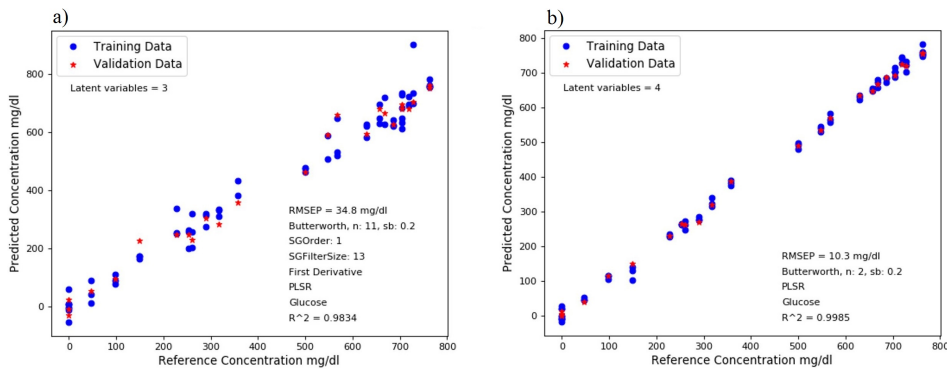 a)
Training Data
Validation Data
Latent variables = 3
Predicted Concentration mg/dl
800
600
400
200
0
RMSEP = 34.8 mg/dl
Butterworth, n: 11, sb: 0.2
SGOrder: 1
SGFilterSize: 13
First Derivative
PLSR
Glucose
R^2 = 0.9834
0 100 200 300 400 500 600 700 800
Reference Concentration mg/dl
b)
Training Data
Validation Data
Latent variables = 4
Predicted Concentration mg/dl
800
700
600
500
400
300
200
100
0
RMSEP = 10.3 mg/dl
Butterworth, n: 2, sb: 0.2
PLSR
Glucose
R^2 = 0.9985
0 100 200 300 400 500 600 700 800
Reference Concentration mg/dl